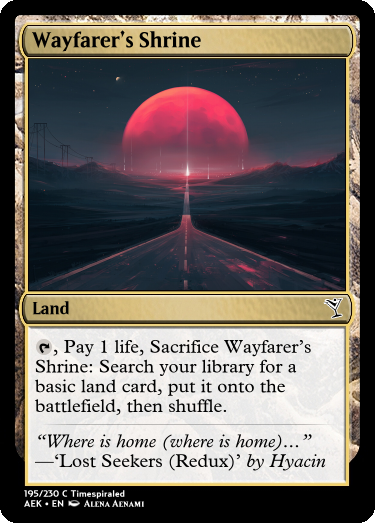 Wayfarer's Shrine
Land
, Pay 1 life, Sacrifice Wayfarer's
Shrine: Search your library for a
basic land card, put it onto the
battlefield, then shuffle.
“Where is home (where is home)…”
—‘Lost Seekers (Redux)’ by Hyacin
195/230 C Timespiraled
AEK • EN Alena Aenami